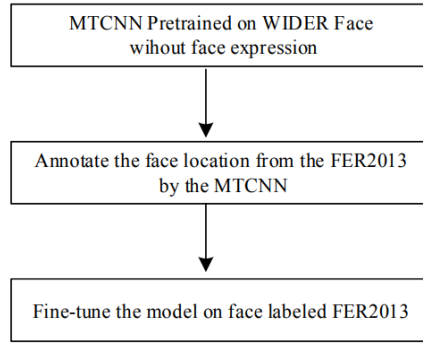 MTCNN Pretrained on WIDER Face
wihout face expression
Annotate the face location from the FER2013
by the MTCNN
Fine-tune the model on face labeled FER2013